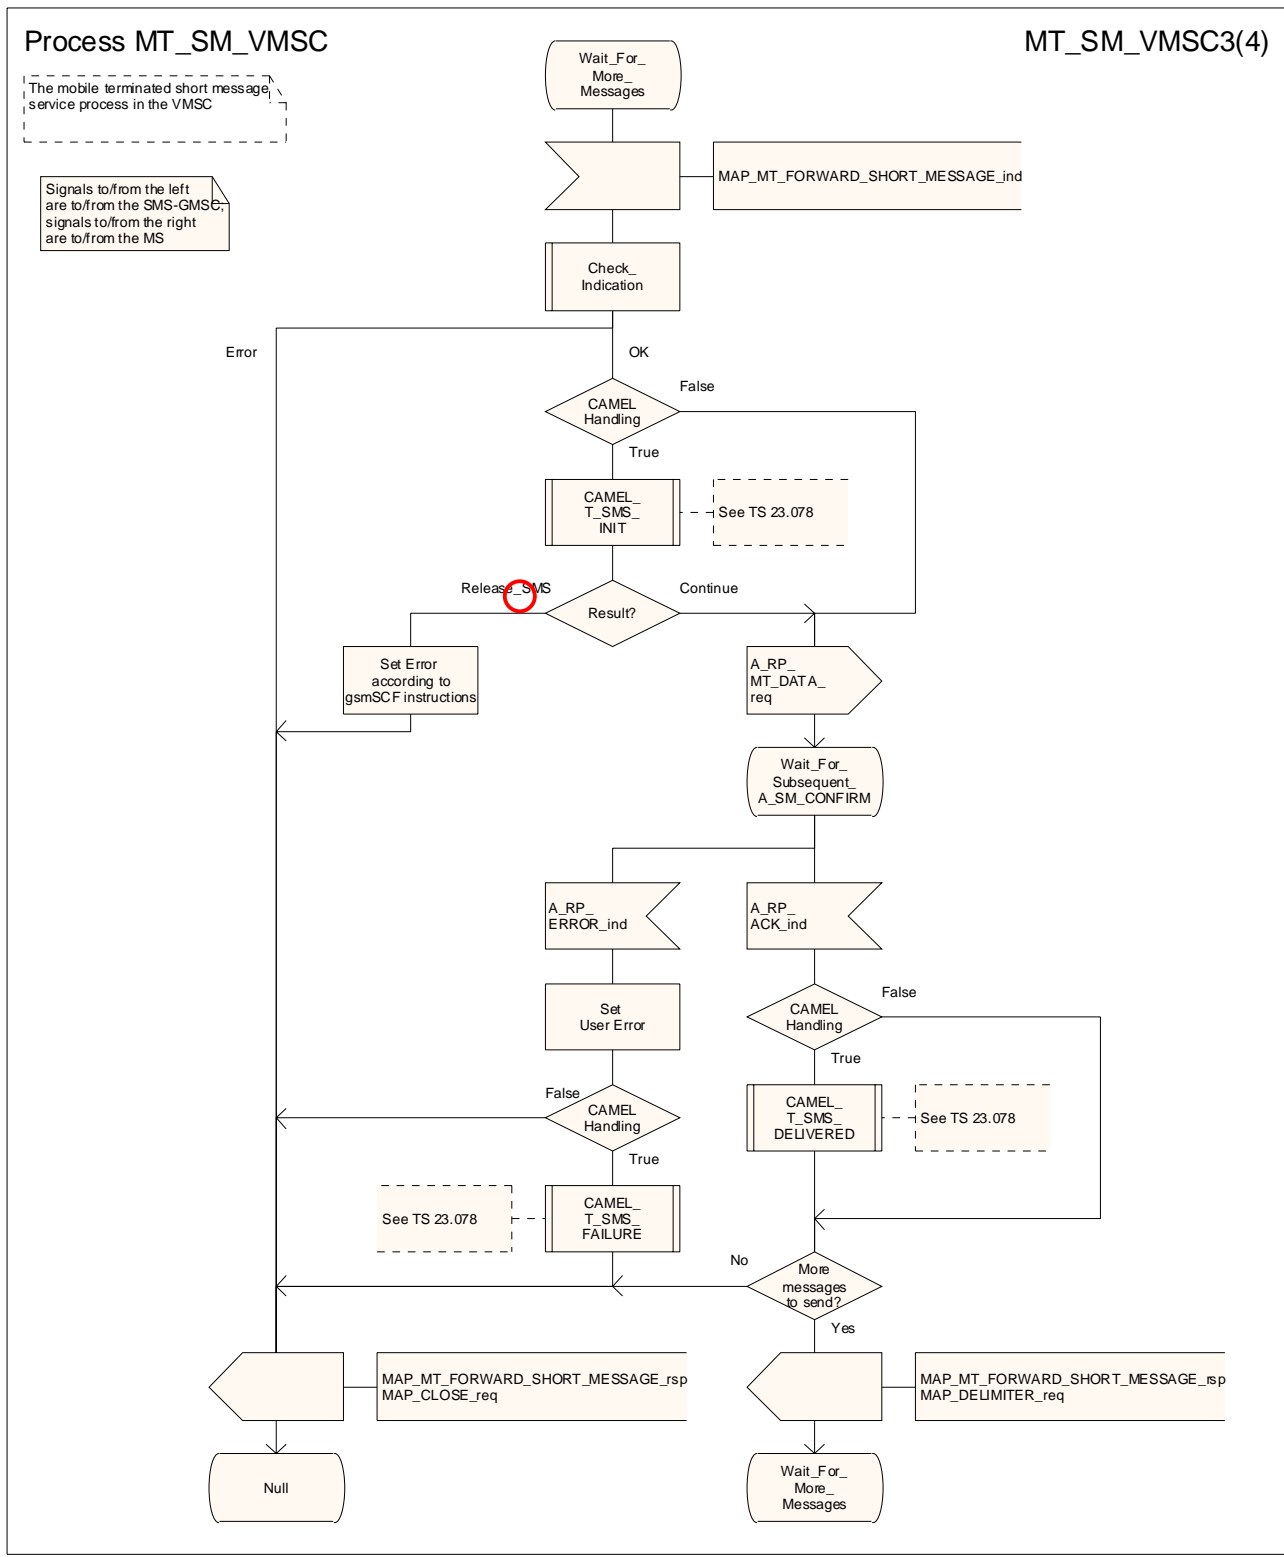 Process MT_SM_VMSC
MT_SM_VMSC3(4)
The mobile terminated short message
service process in the VMSC
Signals to/from the left
are to/from the SMS-GMSC,
signals to/from the right
are to/from the MS
Wait_For_
More_
Messages
MAP_MT_FORWARD_SHORT_MESSAGE_ind
Check_
Indication
Error
OK
CAMEL
Handling
False
True
CAMEL_
T_SMS_
INIT
See TS 23.078
Release_SMS
Result?
Continue
Set Error
according to
gsmSCF instructions
A_RP_
MT_DATA_
req
Wait_For_
Subsequent_
A_SM_CONFIRM
A_RP_
ERROR_ind
A_RP_
ACK_ind
Set
User Error
CAMEL
Handling
False
True
False
CAMEL
Handling
True
CAMEL_
T_SMS_
DELIVERED
See TS 23.078
See TS 23.078
CAMEL_
T_SMS_
FAILURE
No
More
messages
to send?
Yes
MAP_MT_FORWARD_SHORT_MESSAGE_rsp
MAP_CLOSE_req
MAP_MT_FORWARD_SHORT_MESSAGE_rsp
MAP_DELIMITER_req
Null
Wait_For_
More_
Messages